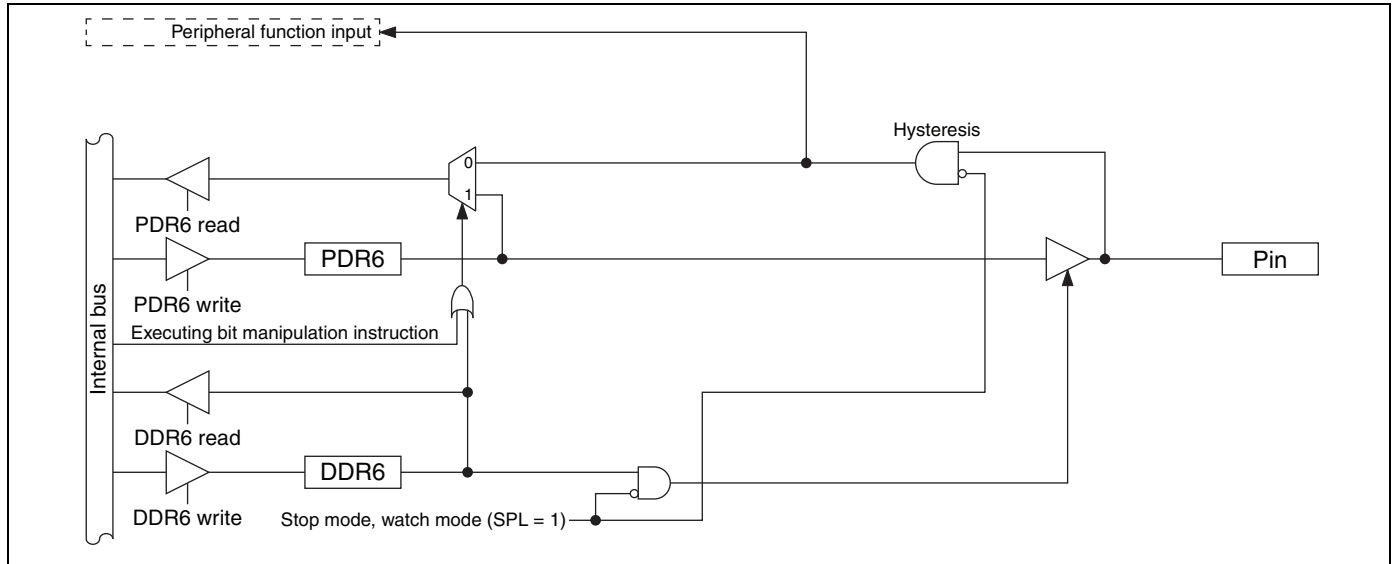 Peripheral function input
Hysteresis
0
1
PDR6 read
PDR6
Pin
PDR6 write
Executing bit manipulation instruction
Internal bus
DDR6 read
DDR6
DDR6 write
Stop mode, watch mode (SPL = 1)